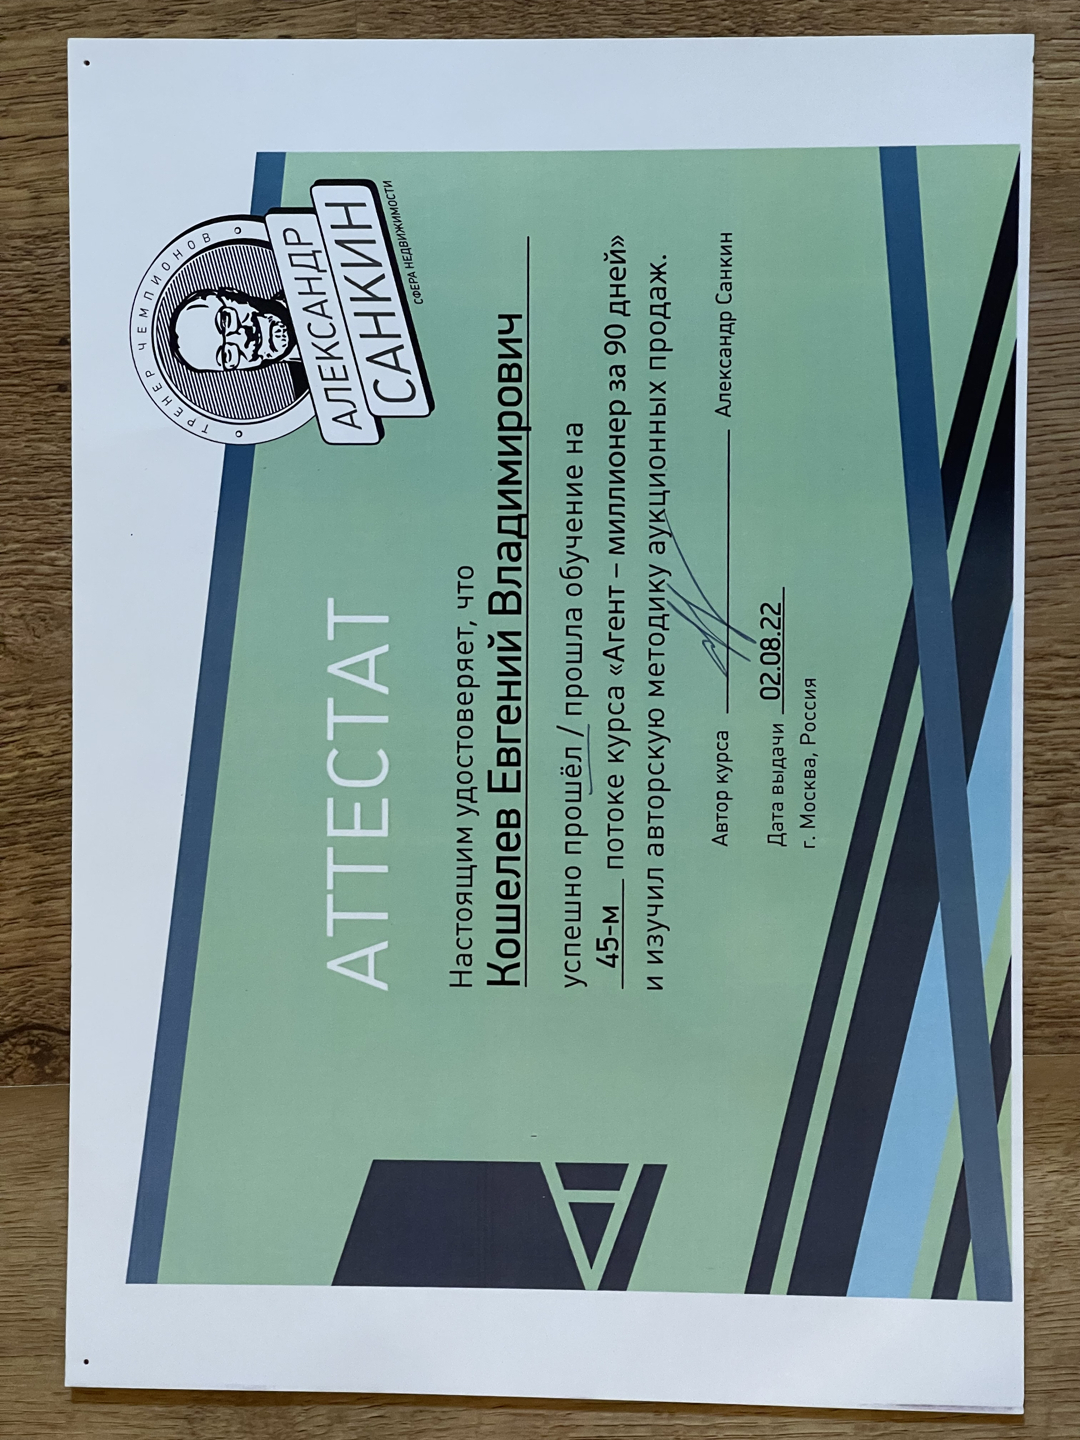 ТРЕНЕР ЧЕМПИОНОВ
АЛЕКСАНДР
САНКИН
СФЕРА НЕДВИЖИМОСТИ
АТТЕСТАТ
Настоящим удостоверяет, что
Кошелев Евгений Владимирович
успешно прошёл / прошла обучение на
45-м потоке курса «Агент – миллионер за 90 дней»
и изучил авторскую методику аукционных продаж.
Автор курса Александр Санкин
Дата выдачи 02.08.22
г. Москва, Россия